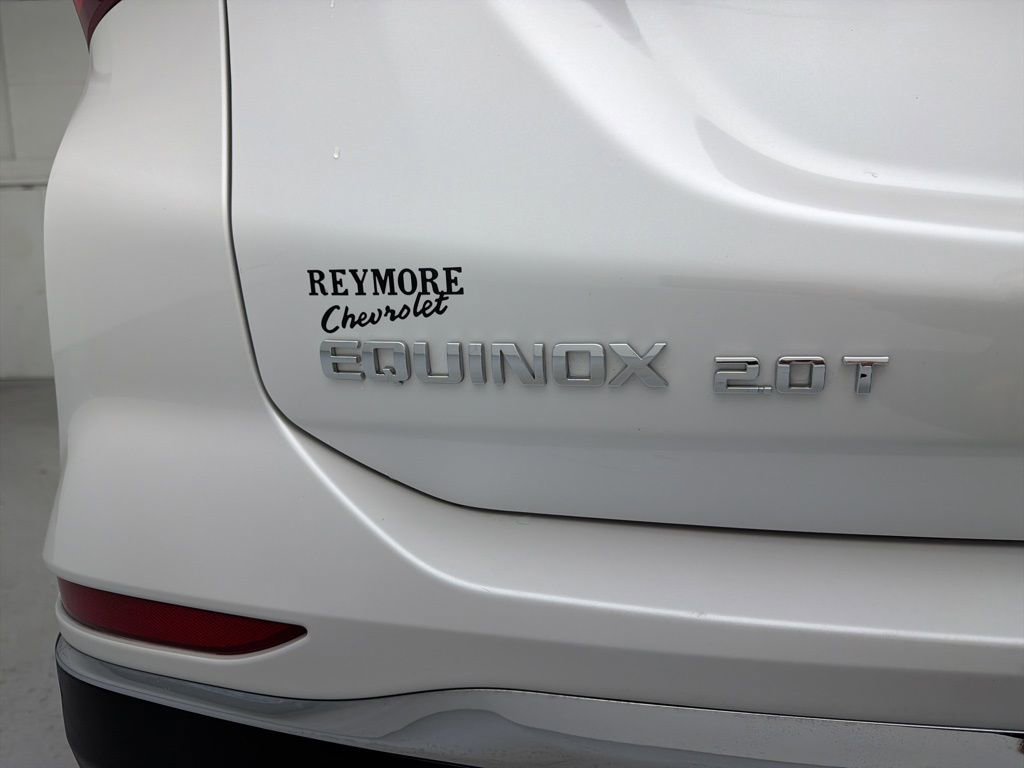 REYMORE
Chevrolet
EQUINOX 2.0T